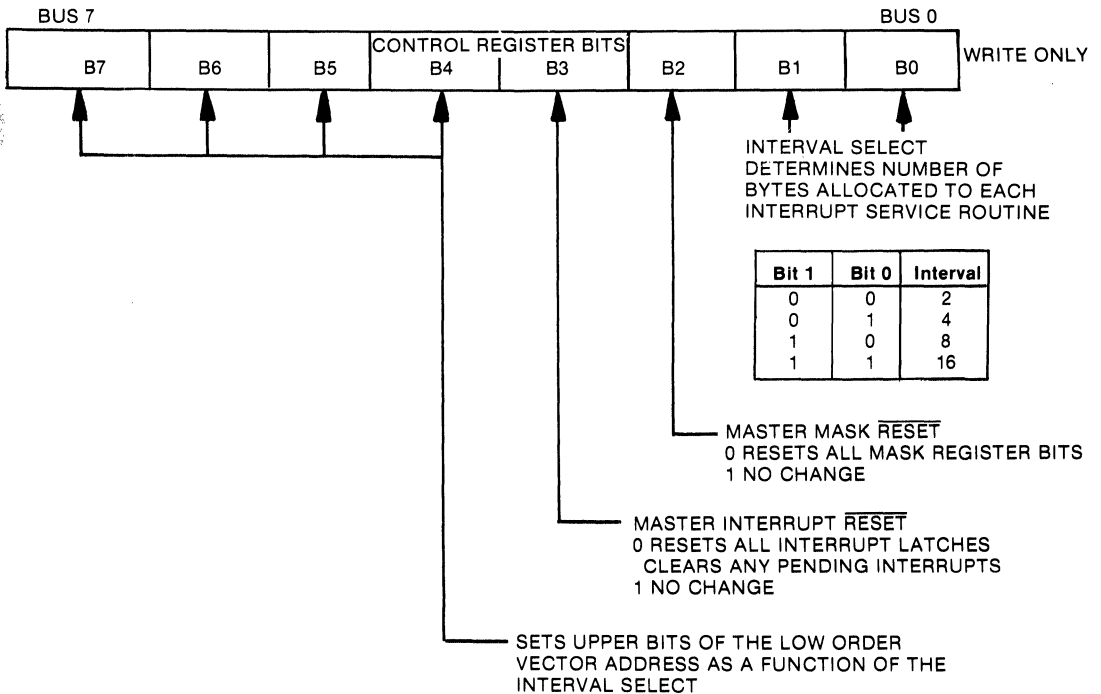 BUS 7 BUS 0
CONTROL REGISTER BITS
B7 B6 B5 B4 B3 B2 B1 B0
WRITE ONLY
INTERVAL SELECT
DETERMINES NUMBER OF
BYTES ALLOCATED TO EACH
INTERRUPT SERVICE ROUTINE
Bit 1 Bit 0 Interval
0 0 2
0 1 4
1 0 8
1 1 16
MASTER MASK RESET
0 RESETS ALL MASK REGISTER BITS
1 NO CHANGE
MASTER INTERRUPT RESET
0 RESETS ALL INTERRUPT LATCHES
CLEARS ANY PENDING INTERRUPTS
1 NO CHANGE
SETS UPPER BITS OF THE LOW ORDER
VECTOR ADDRESS AS A FUNCTION OF THE
INTERVAL SELECT